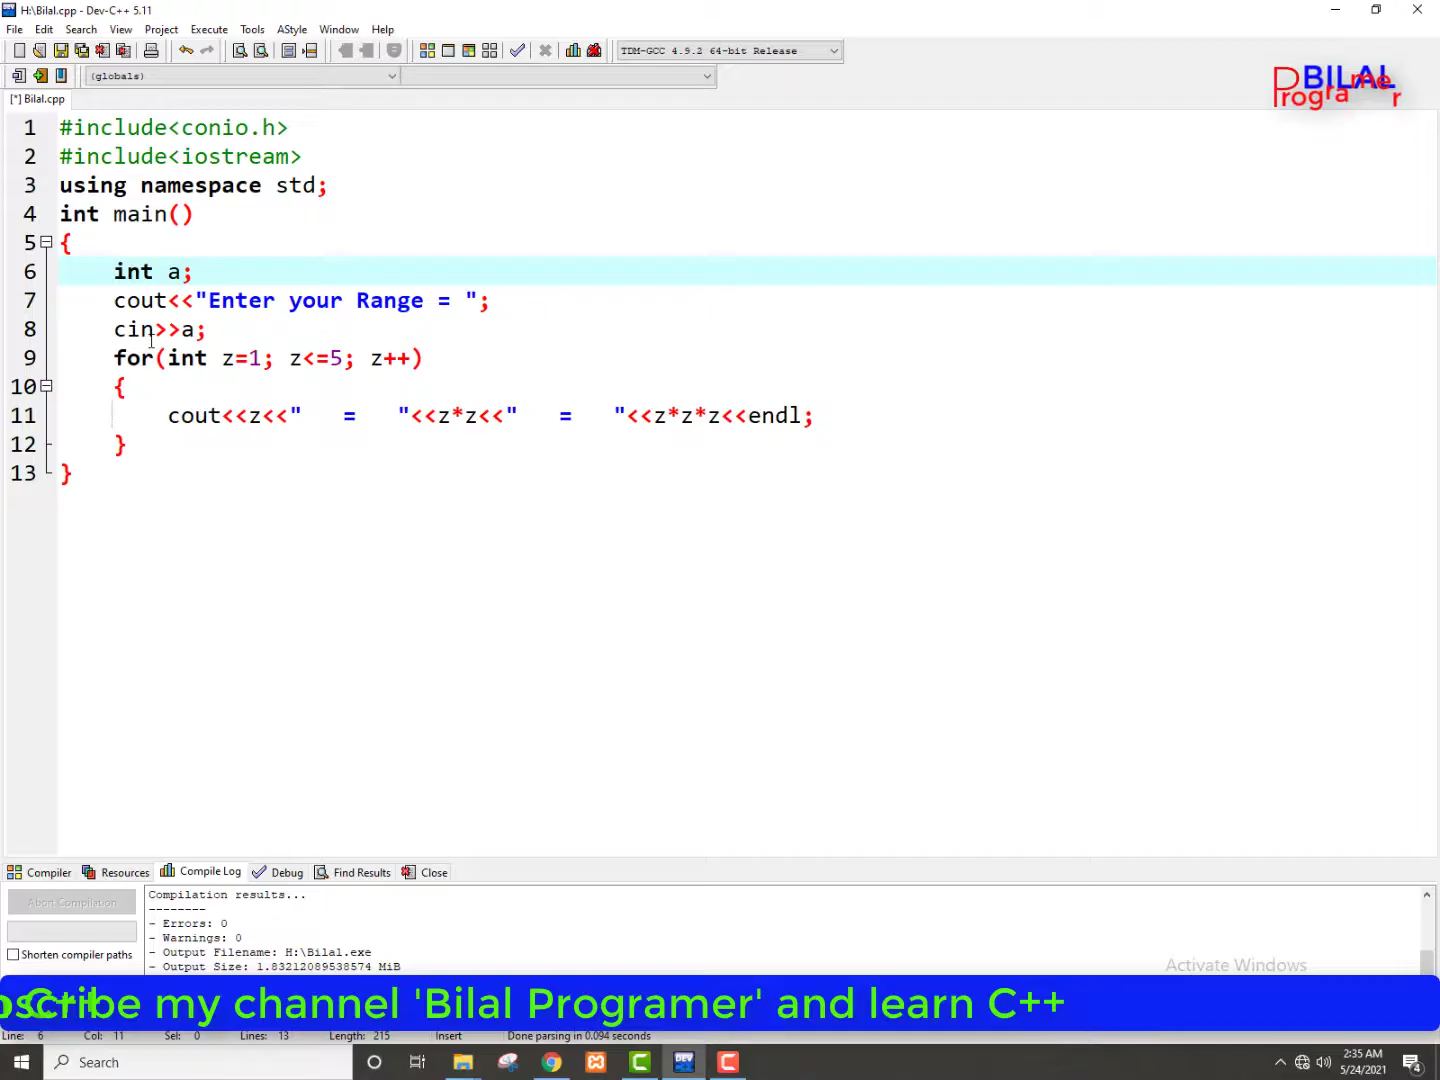 H:\Bilal.cpp - Dev-C++ 5.11
File Edit Search View Project Execute Tools AStyle Window Help
TDM-GCC 4.9.2 64-bit Release
(globals)
BILAL
Programer
[*] Bilal.cpp
1 #include<conio.h>
2 #include<iostream>
3 using namespace std;
4 int main()
5 {
6 int a;
7 cout<<"Enter your Range = ";
8 cin>>a;
9 for(int z=1; z<=5; z++)
10 {
11 cout<<z<<"   =   "<<z*z<<"   =   "<<z*z*z<<endl;
12 }
13 }
Compiler Resources Compile Log Debug Find Results Close
Abort Compilation
Shorten compiler paths
Compilation results...
--------
- Errors: 0
- Warnings: 0
- Output Filename: H:\Bilal.exe
- Output Size: 1.83212089538574 MiB
Activate Windows
scribe my channel 'Bilal Programer' and learn C++
Line: 6 Col: 11 Sel: 0 Lines: 13 Length: 215 Insert Done parsing in 0.094 seconds
Search
2:35 AM
5/24/2021
4